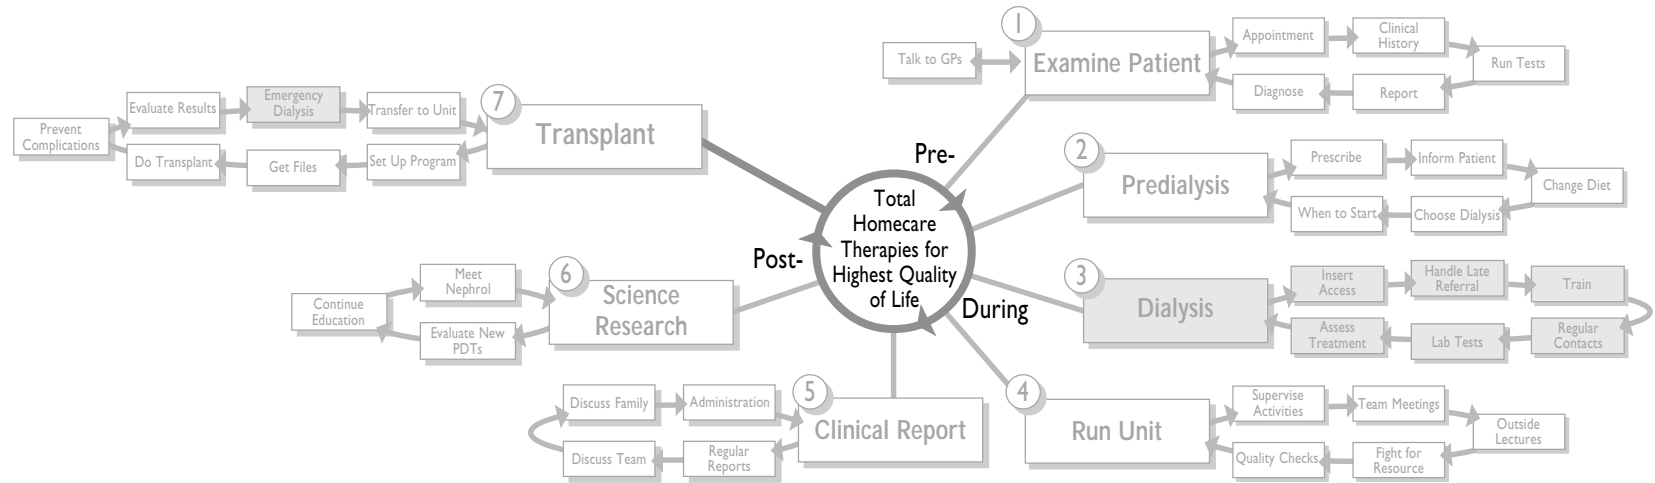 Total
Homecare
Therapies for
Highest Quality
of Life
Pre-
During
Post-
1
Examine Patient
Talk to GPs
Appointment
Clinical
History
Run Tests
Report
Diagnose
2
Predialysis
Prescribe
Inform Patient
Change Diet
Choose Dialysis
When to Start
3
Dialysis
Insert
Access
Handle Late
Referral
Train
Regular
Contacts
Lab Tests
Assess
Treatment
4
Run Unit
Supervise
Activities
Team Meetings
Outside
Lectures
Fight for
Resource
Quality Checks
5
Clinical Report
Regular
Reports
Discuss Team
Discuss Family
Administration
6
Science
Research
Evaluate New
PDTs
Continue
Education
Meet
Nephrol
7
Transplant
Set Up Program
Get Files
Do Transplant
Prevent
Complications
Evaluate Results
Emergency
Dialysis
Transfer to Unit